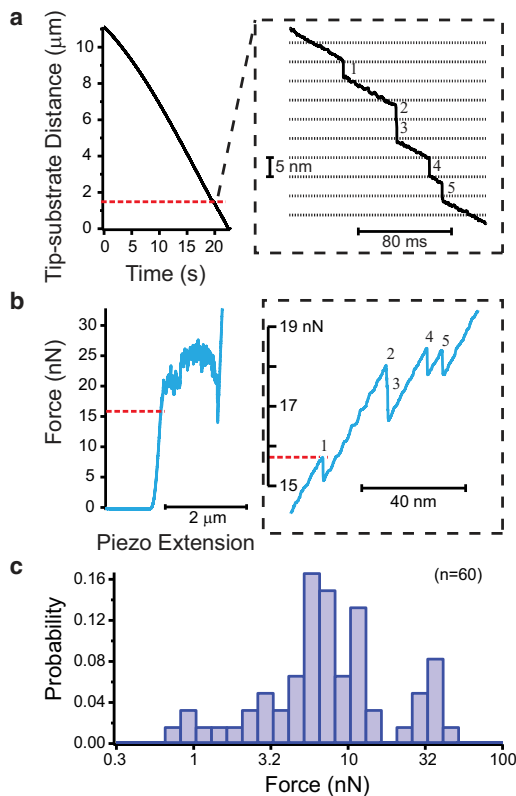 a
Tip-substrate Distance (μm)
11
8
6
4
2
0
0
5
10
15
20
Time (s)
1
2
3
4
5
5 nm
80 ms
b
Force (nN)
30
25
20
15
10
5
0
2 μm
Piezo Extension
19 nN
17
15
1
2
3
4
5
40 nm
c
Probability
0.16
0.12
0.08
0.04
0.00
(n=60)
0.3
1
3.2
10
32
100
Force (nN)